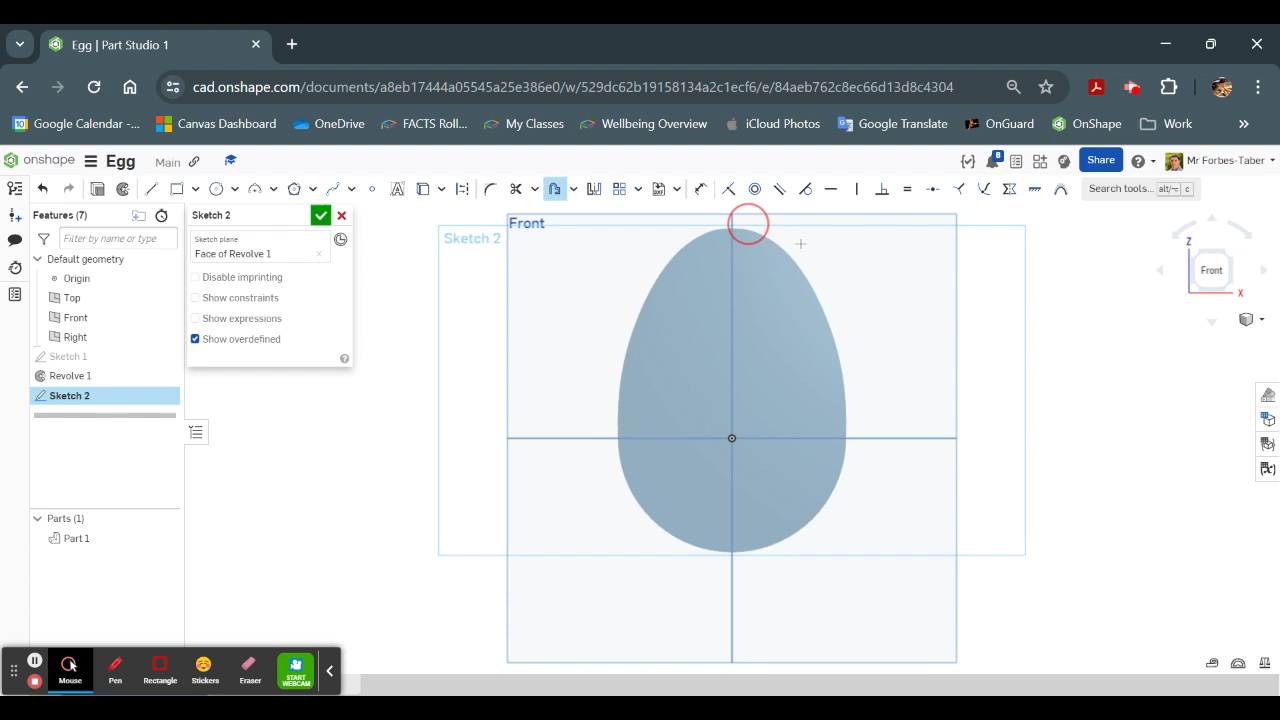 Egg | Part Studio 1
cad.onshape.com/documents/a8eb17444a05545a25e386e0/w/529dc62b19158134a2c1ecf6/e/84aeb762c8ec66d13d8c4304
10 Google Calendar -... Canvas Dashboard OneDrive FACTS Roll... My Classes Wellbeing Overview iCloud Photos Google Translate OnGuard OnShape Work »
onshape Egg Main 8 Share Mr Forbes-Taber
Search tools... alt/⌥ c
Features (7)
Filter by name or type
Default geometry
Origin
Top
Front
Right
Sketch 1
Revolve 1
Sketch 2
Parts (1)
Part 1
Sketch 2
Sketch plane
Face of Revolve 1
Disable imprinting
Show constraints
Show expressions
Show overdefined
Front
Sketch 2
Z
Front
X
Mouse Pen Rectangle Stickers Eraser START WEBCAM